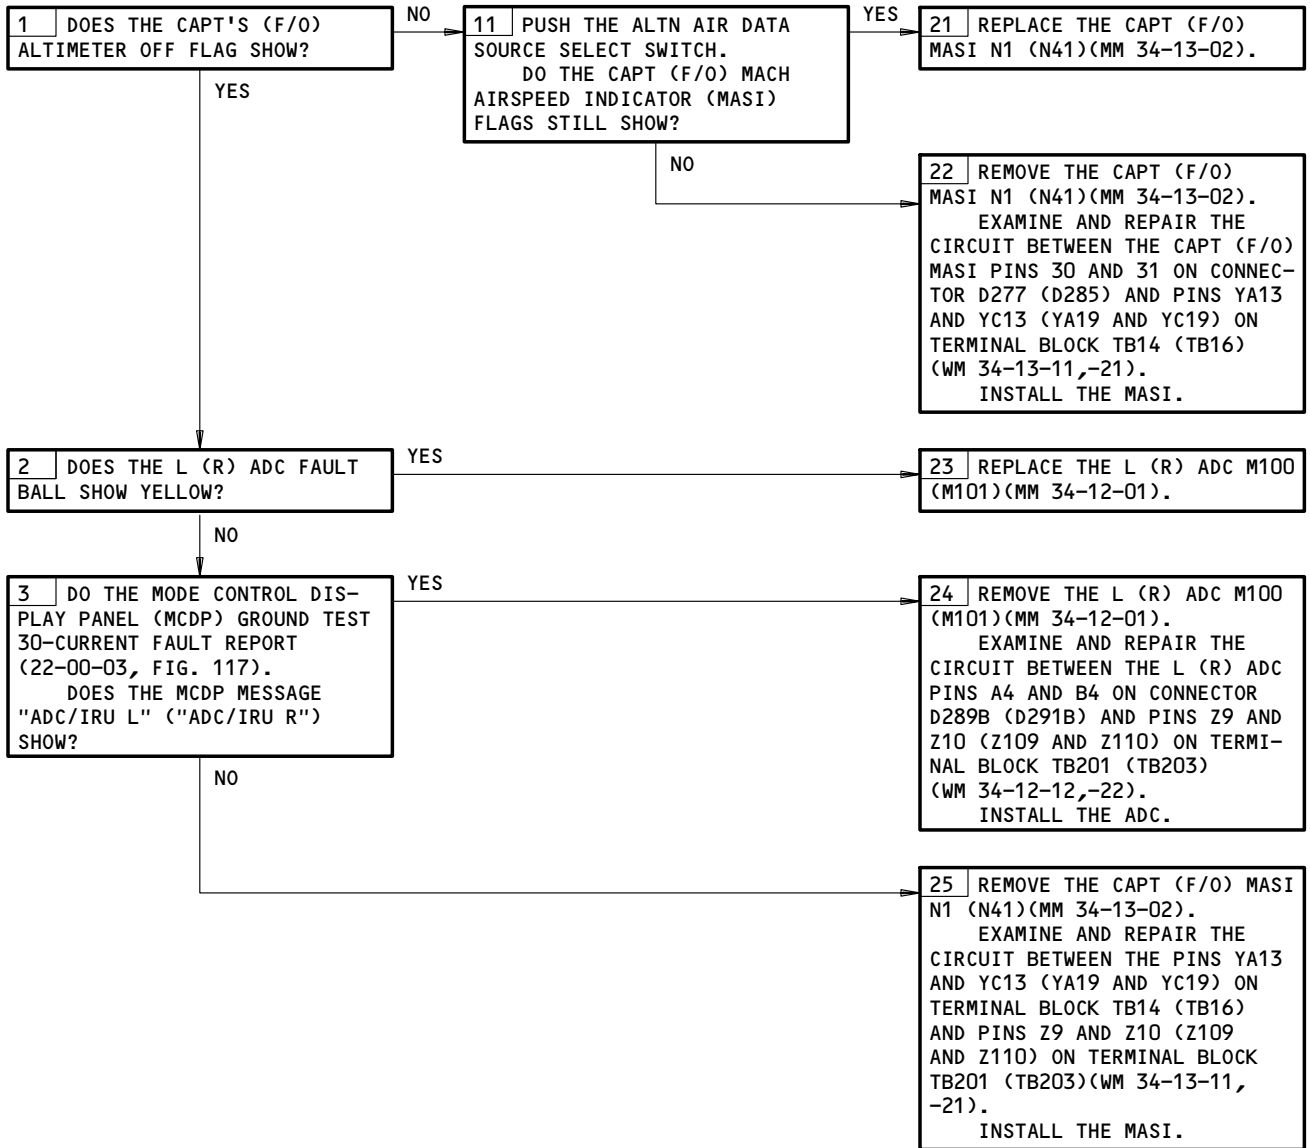 1 DOES THE CAPT'S (F/O)
ALTIMETER OFF FLAG SHOW?
NO
YES
11 PUSH THE ALTN AIR DATA
SOURCE SELECT SWITCH.
DO THE CAPT (F/O) MACH
AIRSPEED INDICATOR (MASI)
FLAGS STILL SHOW?
YES
NO
21 REPLACE THE CAPT (F/O)
MASI N1 (N41)(MM 34-13-02).
22 REMOVE THE CAPT (F/O)
MASI N1 (N41)(MM 34-13-02).
EXAMINE AND REPAIR THE
CIRCUIT BETWEEN THE CAPT (F/O)
MASI PINS 30 AND 31 ON CONNEC-
TOR D277 (D285) AND PINS YA13
AND YC13 (YA19 AND YC19) ON
TERMINAL BLOCK TB14 (TB16)
(WM 34-13-11,-21).
INSTALL THE MASI.
2 DOES THE L (R) ADC FAULT
BALL SHOW YELLOW?
YES
NO
23 REPLACE THE L (R) ADC M100
(M101)(MM 34-12-01).
3 DO THE MODE CONTROL DIS-
PLAY PANEL (MCDP) GROUND TEST
30-CURRENT FAULT REPORT
(22-00-03, FIG. 117).
DOES THE MCDP MESSAGE
"ADC/IRU L" ("ADC/IRU R")
SHOW?
YES
NO
24 REMOVE THE L (R) ADC M100
(M101)(MM 34-12-01).
EXAMINE AND REPAIR THE
CIRCUIT BETWEEN THE L (R) ADC
PINS A4 AND B4 ON CONNECTOR
D289B (D291B) AND PINS Z9 AND
Z10 (Z109 AND Z110) ON TERMI-
NAL BLOCK TB201 (TB203)
(WM 34-12-12,-22).
INSTALL THE ADC.
25 REMOVE THE CAPT (F/O) MASI
N1 (N41)(MM 34-13-02).
EXAMINE AND REPAIR THE
CIRCUIT BETWEEN THE PINS YA13
AND YC13 (YA19 AND YC19) ON
TERMINAL BLOCK TB14 (TB16)
AND PINS Z9 AND Z10 (Z109
AND Z110) ON TERMINAL BLOCK
TB201 (TB203)(WM 34-13-11,
-21).
INSTALL THE MASI.